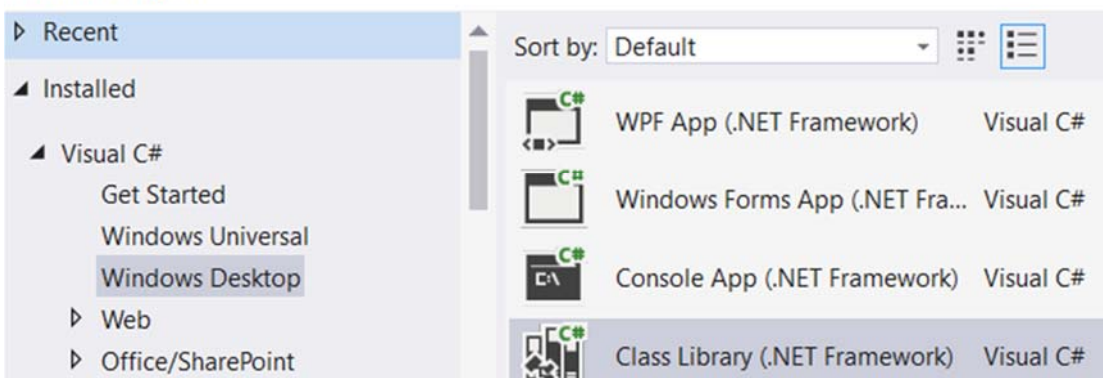 Recent
Installed
Visual C#
Get Started
Windows Universal
Windows Desktop
Web
Office/SharePoint
Sort by: Default
C#
WPF App (.NET Framework) Visual C#
C#
Windows Forms App (.NET Fra... Visual C#
C#
C:\
Console App (.NET Framework) Visual C#
C#
Class Library (.NET Framework) Visual C#